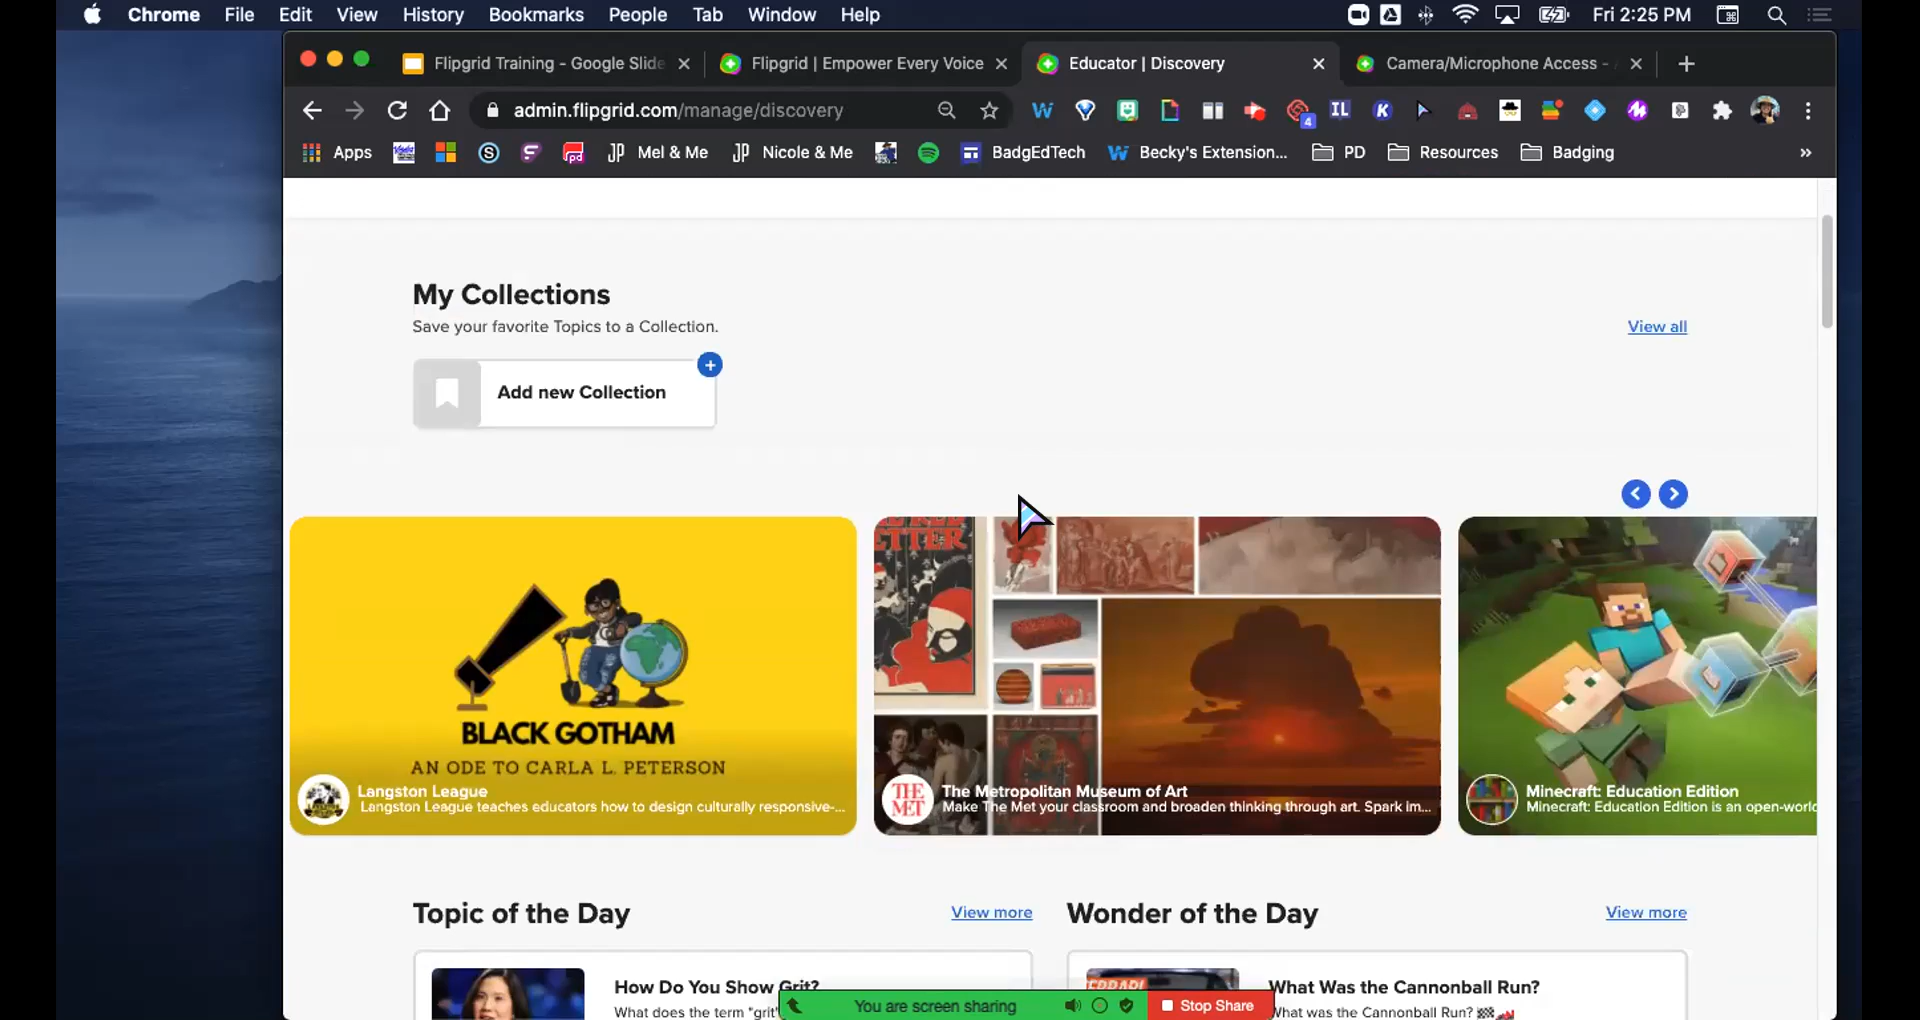 Chrome File Edit View History Bookmarks People Tab Window Help Fri 2:25 PM
Flipgrid Training - Google Slide Flipgrid | Empower Every Voice Educator | Discovery Camera/Microphone Access -
admin.flipgrid.com/manage/discovery
Apps Mel & Me Nicole & Me BadgEdTech Becky's Extension... PD Resources Badging »
My Collections
Save your favorite Topics to a Collection.
View all
Add new Collection
BLACK GOTHAM
AN ODE TO CARLA L. PETERSON
Langston League
Langston League teaches educators how to design culturally responsive-...
THE MET
The Metropolitan Museum of Art
Make The Met your classroom and broaden thinking through art. Spark im...
Minecraft: Education Edition
Minecraft: Education Edition is an open-world
Topic of the Day
View more
Wonder of the Day
View more
How Do You Show Grit?
What does the term "grit"
What Was the Cannonball Run?
What was the Cannonball Run?
You are screen sharing
Stop Share